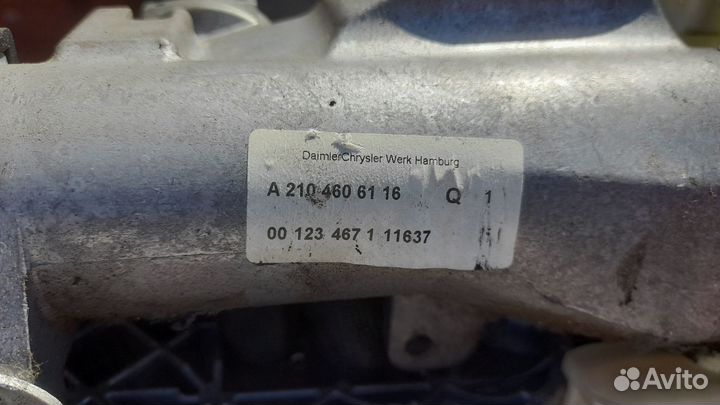 DaimlerChrysler Werk Hamburg
A 210 460 61 16 Q 1
00 123 467 1 11637
Avito